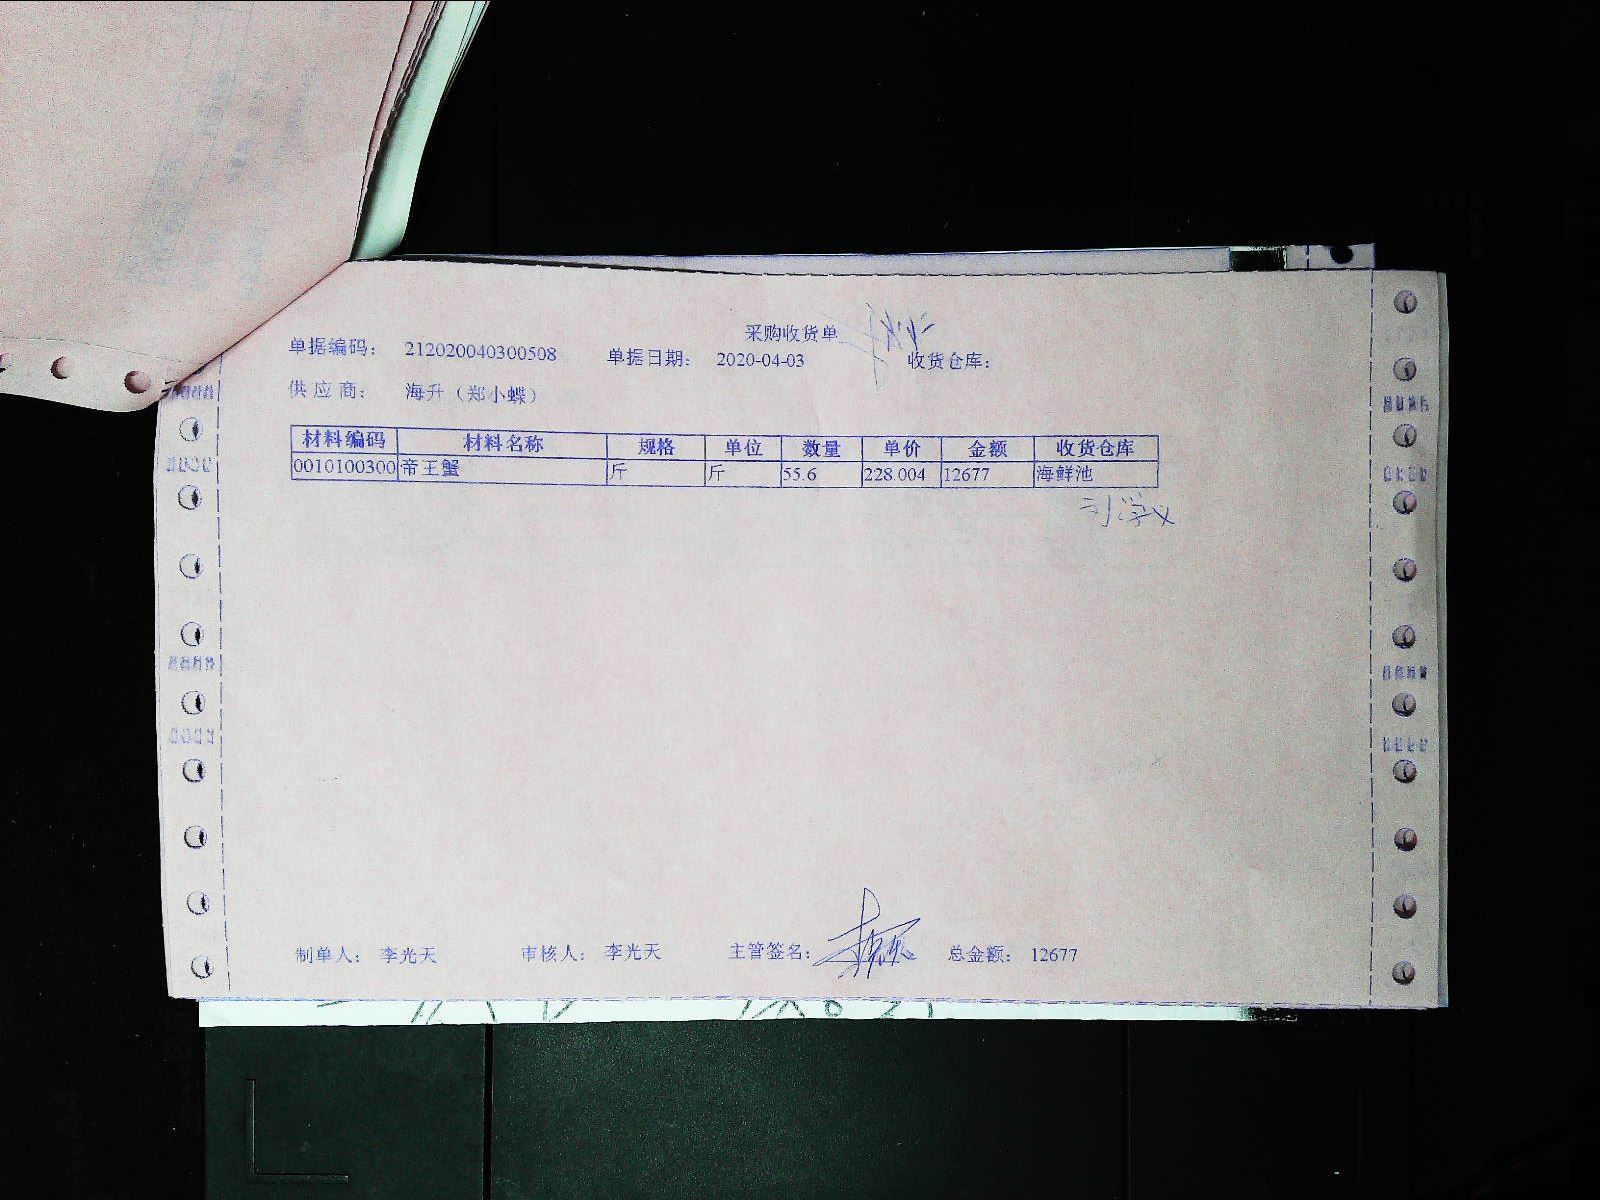 采购收货单
单据编码： 212020040300508 单据日期： 2020-04-03 收货仓库：
供 应 商： 海升（郑小蝶）
材料编码 材料名称 规格 单位 数量 单价 金额 收货仓库
0010100300 帝王蟹 斤 斤 55.6 228.004 12677 海鲜池
制单人： 李光天 审核人： 李光天 主管签名： 总金额： 12677